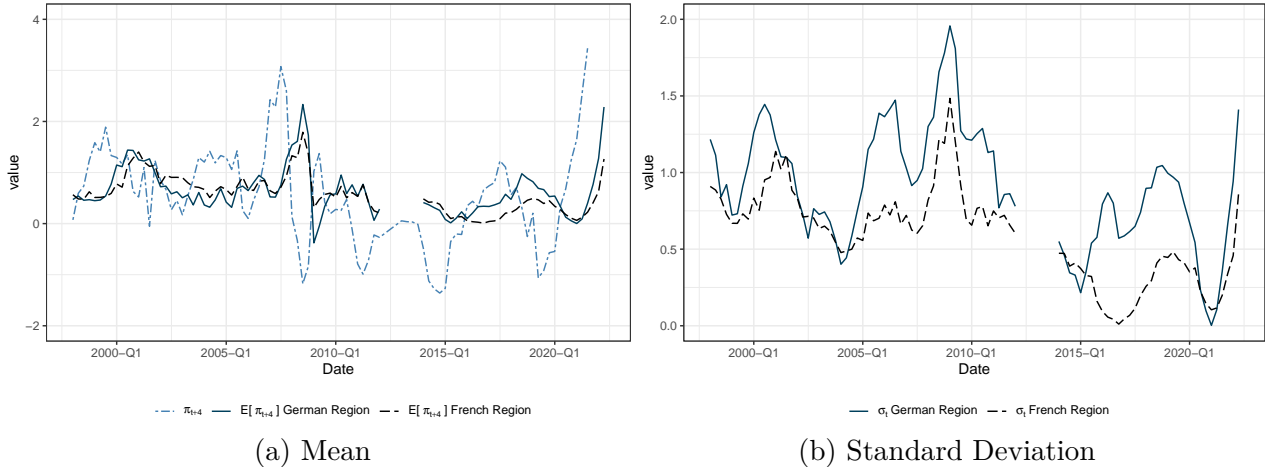 4
2
0
−2
value
2000−Q1 2005−Q1 2010−Q1 2015−Q1 2020−Q1
Date
πt+4 E[ πt+4 ] German Region E[ πt+4 ] French Region
(a) Mean
2.0
1.5
1.0
0.5
0.0
value
2000−Q1 2005−Q1 2010−Q1 2015−Q1 2020−Q1
Date
σt German Region σt French Region
(b) Standard Deviation